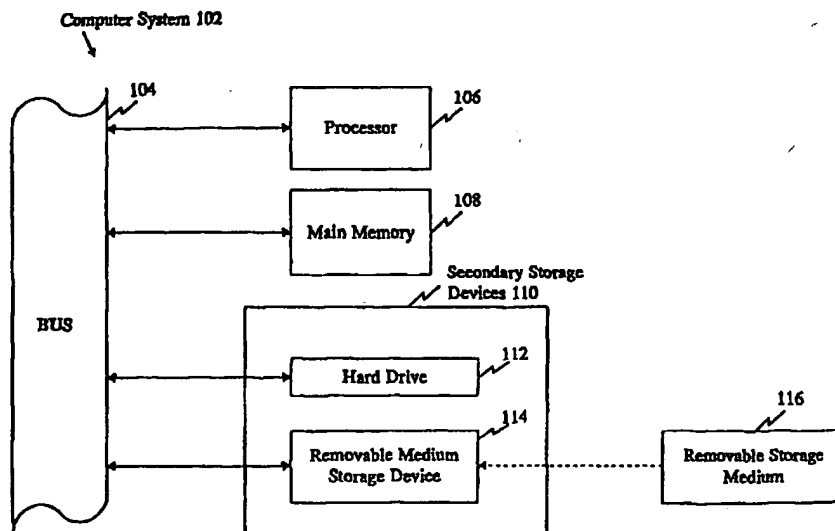 Computer System 102
104
106
Processor
108
Main Memory
Secondary Storage
Devices 110
BUS
112
Hard Drive
114
116
Removable Medium
Storage Device
Removable Storage
Medium